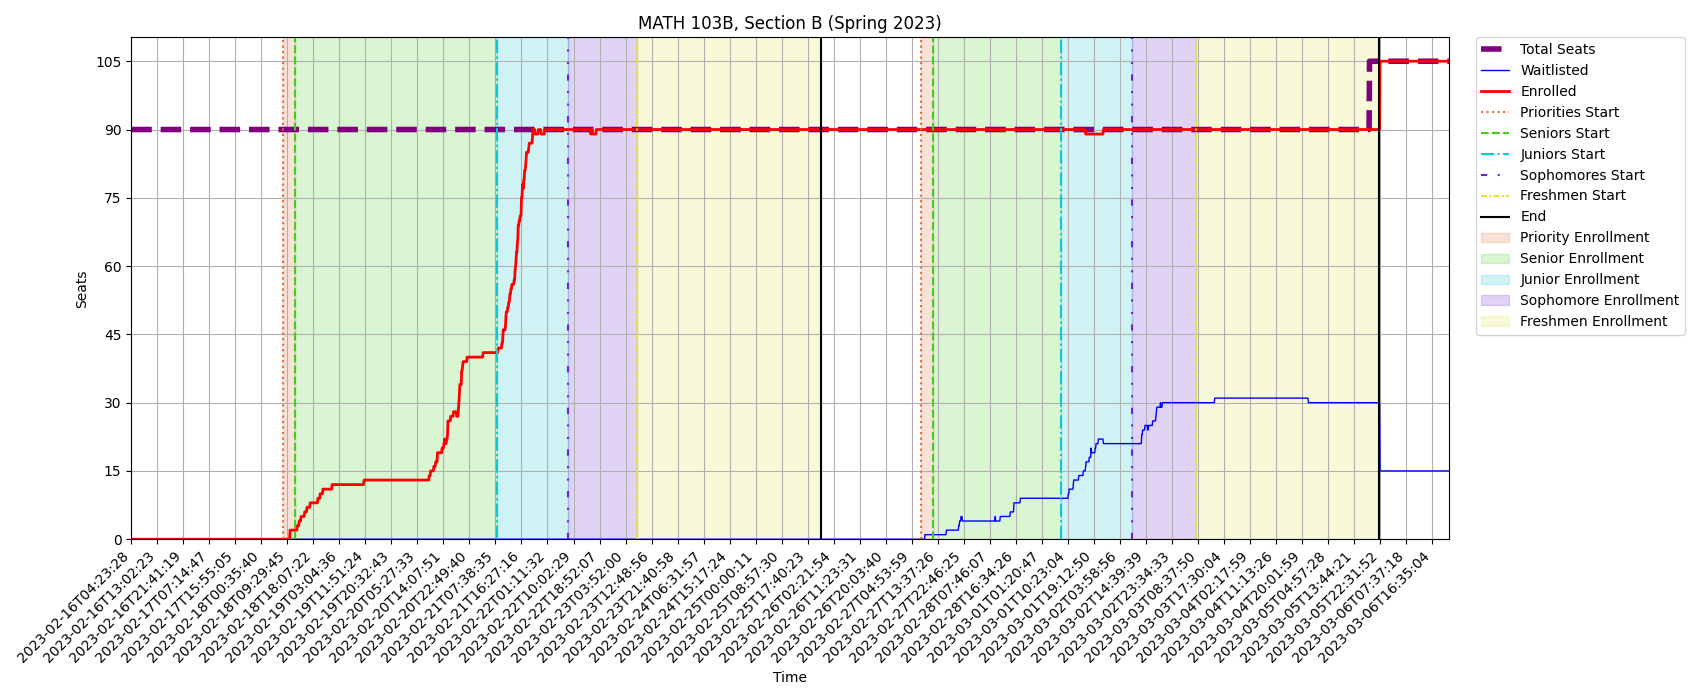 MATH 103B, Section B (Spring 2023)
Seats
105
90
75
60
45
30
15
0
2023-02-16T04:23:28
2023-02-16T13:02:23
2023-02-16T21:41:19
2023-02-17T07:14:47
2023-02-17T15:55:05
2023-02-18T00:35:40
2023-02-18T09:29:45
2023-02-18T18:07:22
2023-02-19T03:04:36
2023-02-19T11:51:24
2023-02-19T20:32:43
2023-02-20T05:27:33
2023-02-20T14:07:51
2023-02-20T22:49:40
2023-02-21T07:38:35
2023-02-21T16:27:16
2023-02-22T01:11:32
2023-02-22T10:02:29
2023-02-22T18:52:07
2023-02-23T03:52:00
2023-02-23T12:48:56
2023-02-23T21:40:58
2023-02-24T06:31:57
2023-02-24T15:17:24
2023-02-25T00:00:11
2023-02-25T08:57:30
2023-02-25T17:40:23
2023-02-26T02:21:54
2023-02-26T11:23:31
2023-02-26T20:03:40
2023-02-27T04:53:59
2023-02-27T13:37:26
2023-02-27T22:46:25
2023-02-28T07:46:07
2023-02-28T16:34:26
2023-03-01T01:20:47
2023-03-01T10:23:04
2023-03-01T19:12:50
2023-03-02T03:58:56
2023-03-02T14:39:39
2023-03-02T23:34:33
2023-03-03T08:37:50
2023-03-03T17:30:04
2023-03-04T02:17:59
2023-03-04T11:13:26
2023-03-04T20:01:59
2023-03-05T04:57:28
2023-03-05T13:44:21
2023-03-05T22:31:52
2023-03-06T07:37:18
2023-03-06T16:35:04
Time
Total Seats
Waitlisted
Enrolled
Priorities Start
Seniors Start
Juniors Start
Sophomores Start
Freshmen Start
End
Priority Enrollment
Senior Enrollment
Junior Enrollment
Sophomore Enrollment
Freshmen Enrollment